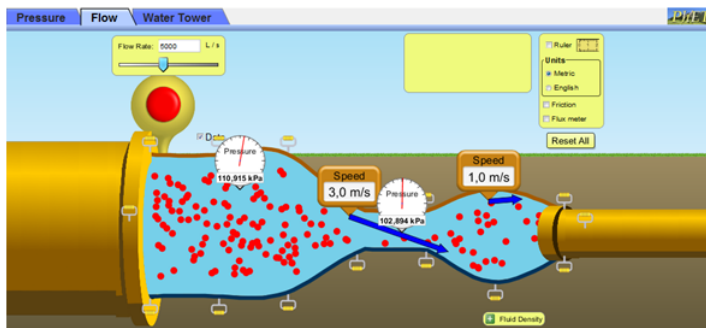 Pressure
Flow
Water Tower
PhET
Flow Rate: 5000 L / s
Ruler
Units
Metric
English
Friction
Flux meter
Reset All
Pressure
110,915 kPa
Speed
3,0 m/s
Pressure
102,894 kPa
Speed
1,0 m/s
Fluid Density